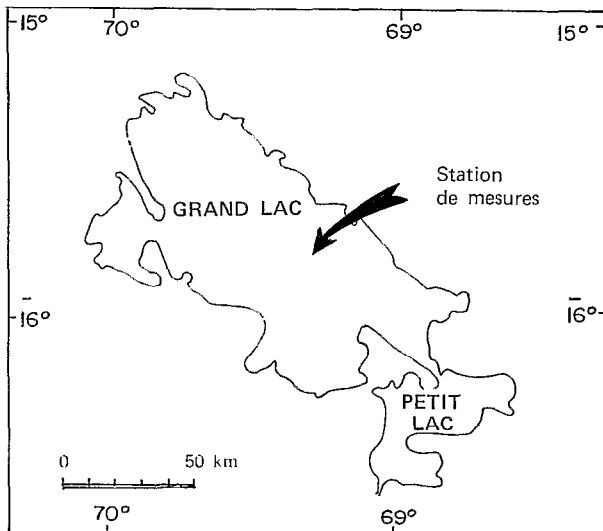 15° 70° 69° 15°
Station
de mesures
GRAND LAC
16° 16°
PETIT
LAC
0 50 km
70° 69°